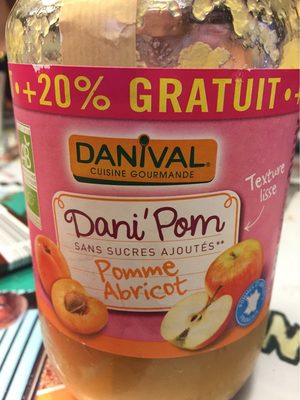 +20% GRATUIT
DANIVAL
CUISINE GOURMANDE
Texture
lisse
Dani'Pom
SANS SUCRES AJOUTÉS**
Pomme
Abricot